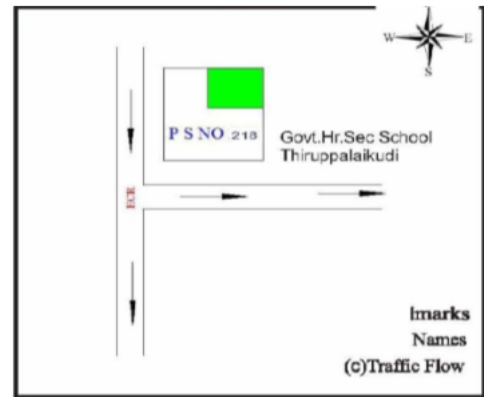 W E
S
P S NO 218
Govt.Hr.Sec School
Thiruppalaikudi
ECR
lmarks
Names
(c)Traffic Flow